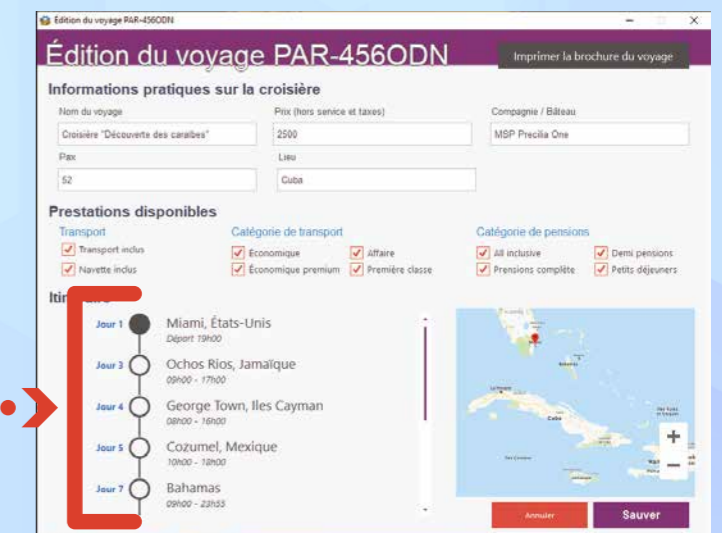 Édition du voyage PAR-456ODN
Édition du voyage PAR-456ODN
Imprimer la brochure du voyage
Informations pratiques sur la croisière
Nom du voyage Prix (hors service et taxes) Compagnie / Bâteau
Croisière "Découverte des caraïbes" 2500 MSP Precilia One
Pax Lieu
52 Cuba
Prestations disponibles
Transport Catégorie de transport Catégorie de pensions
Transport inclus Économique Affaire All inclusive Demi pensions
Navette inclus Économique premium Première classe Prensions complète Petits déjeuners
Jour 1 Miami, États-Unis
Départ 19h00
Jour 3 Ochos Rios, Jamaïque
09h00 - 17h00
Jour 4 George Town, Iles Cayman
08h00 - 16h00
Jour 5 Cozumel, Mexique
10h00 - 18h00
Jour 7 Bahamas
09h00 - 23h55
Cuba
+
−
Annuler Sauver